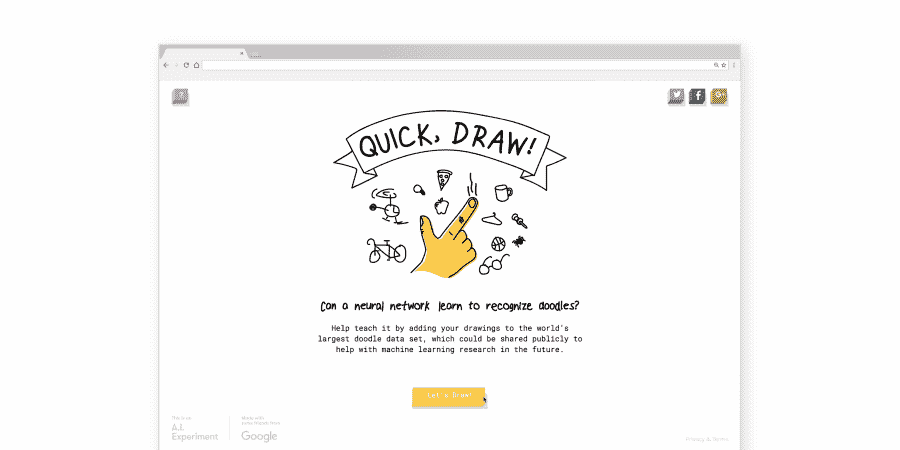 QUICK, DRAW!
Can a neural network learn to recognize doodles?
Help teach it by adding your drawings to the world's
largest doodle data set, which could be shared publicly to
help with machine learning research in the future.
Let's Draw!
This is an
A.I.
Experiment
Made with
some friends from
Google
Privacy & Terms